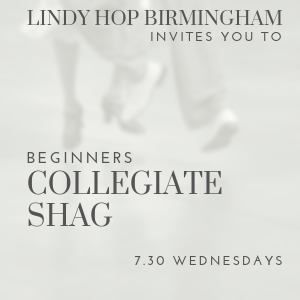 LINDY HOP BIRMINGHAM
INVITES YOU TO
BEGINNERS
COLLEGIATE
SHAG
7.30 WEDNESDAYS